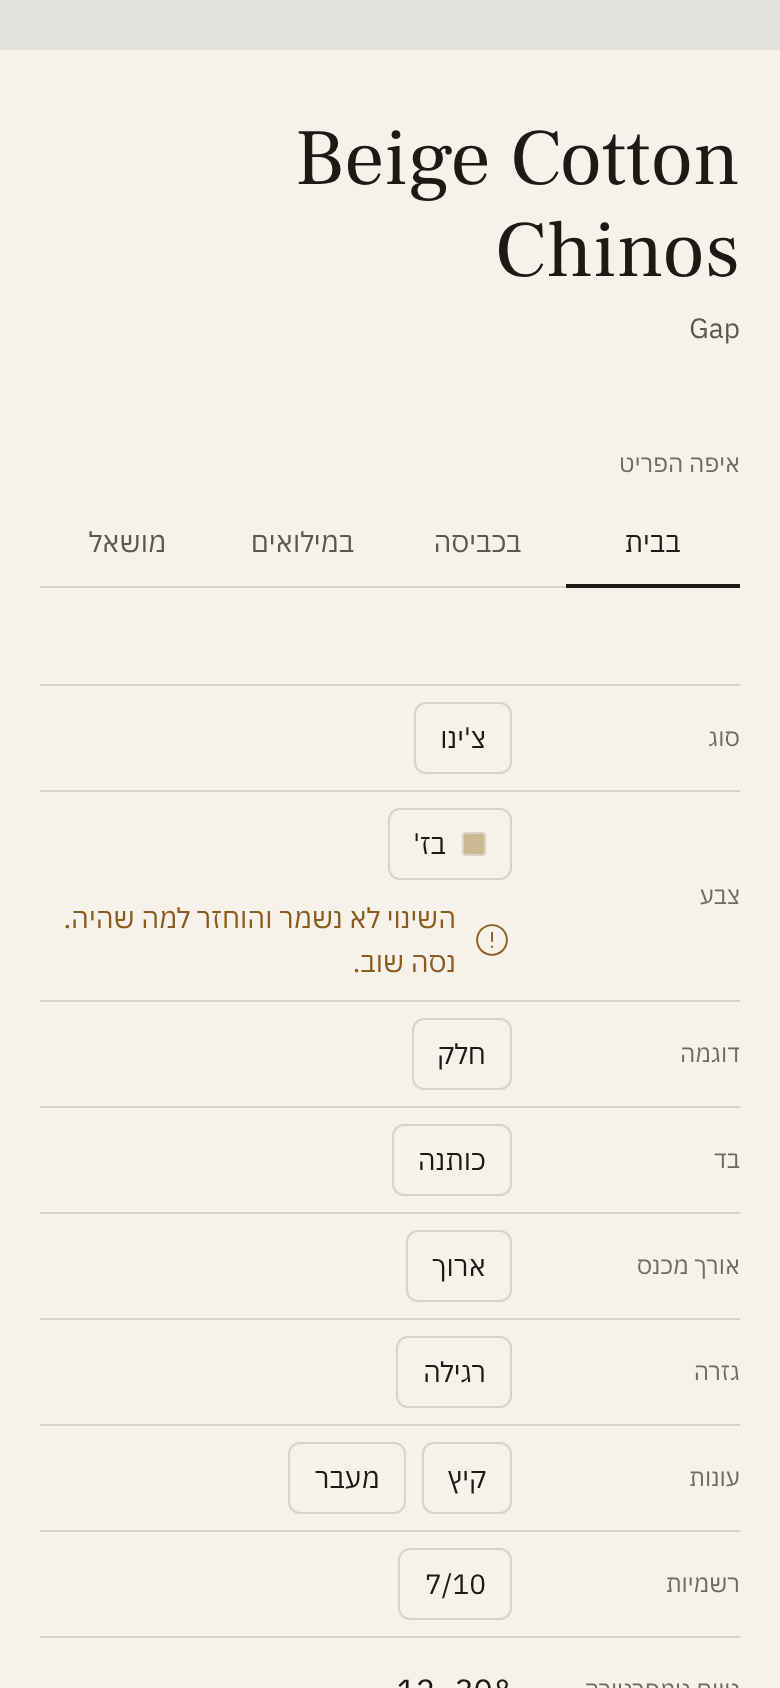 Beige Cotton
Chinos
Gap
איפה הפריט
בבית
בכביסה
במילואים
מושאל
סוג
צ'ינו
צבע
בז'
השינוי לא נשמר והוחזר למה שהיה.
נסה שוב.
דוגמה
חלק
בד
כותנה
אורך מכנס
ארוך
גזרה
רגילה
עונות
קיץ
מעבר
רשמיות
7/10